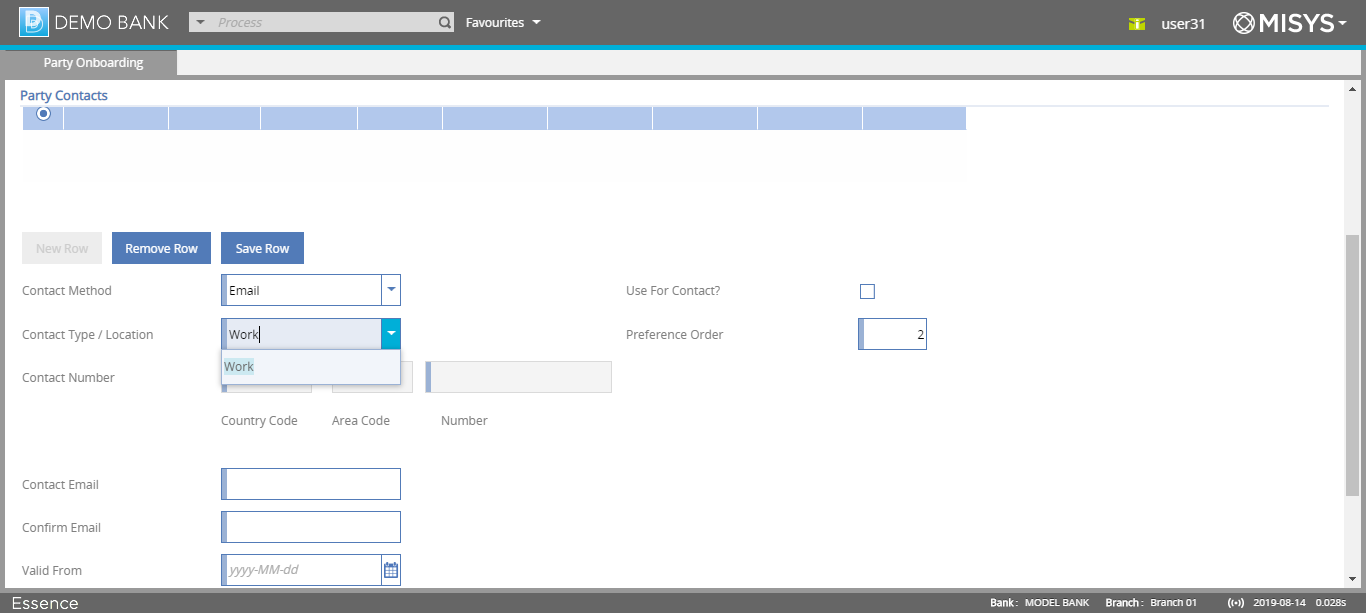 DEMO BANK Process Favourites user31 MISYS
Party Onboarding
Party Contacts
New Row Remove Row Save Row
Contact Method Email Use For Contact?
Contact Type / Location Work Preference Order 2
Work
Contact Number
Country Code Area Code Number
Contact Email
Confirm Email
Valid From yyyy-MM-dd
Essence Bank : MODEL BANK Branch : Branch 01 2019-08-14 0.028s